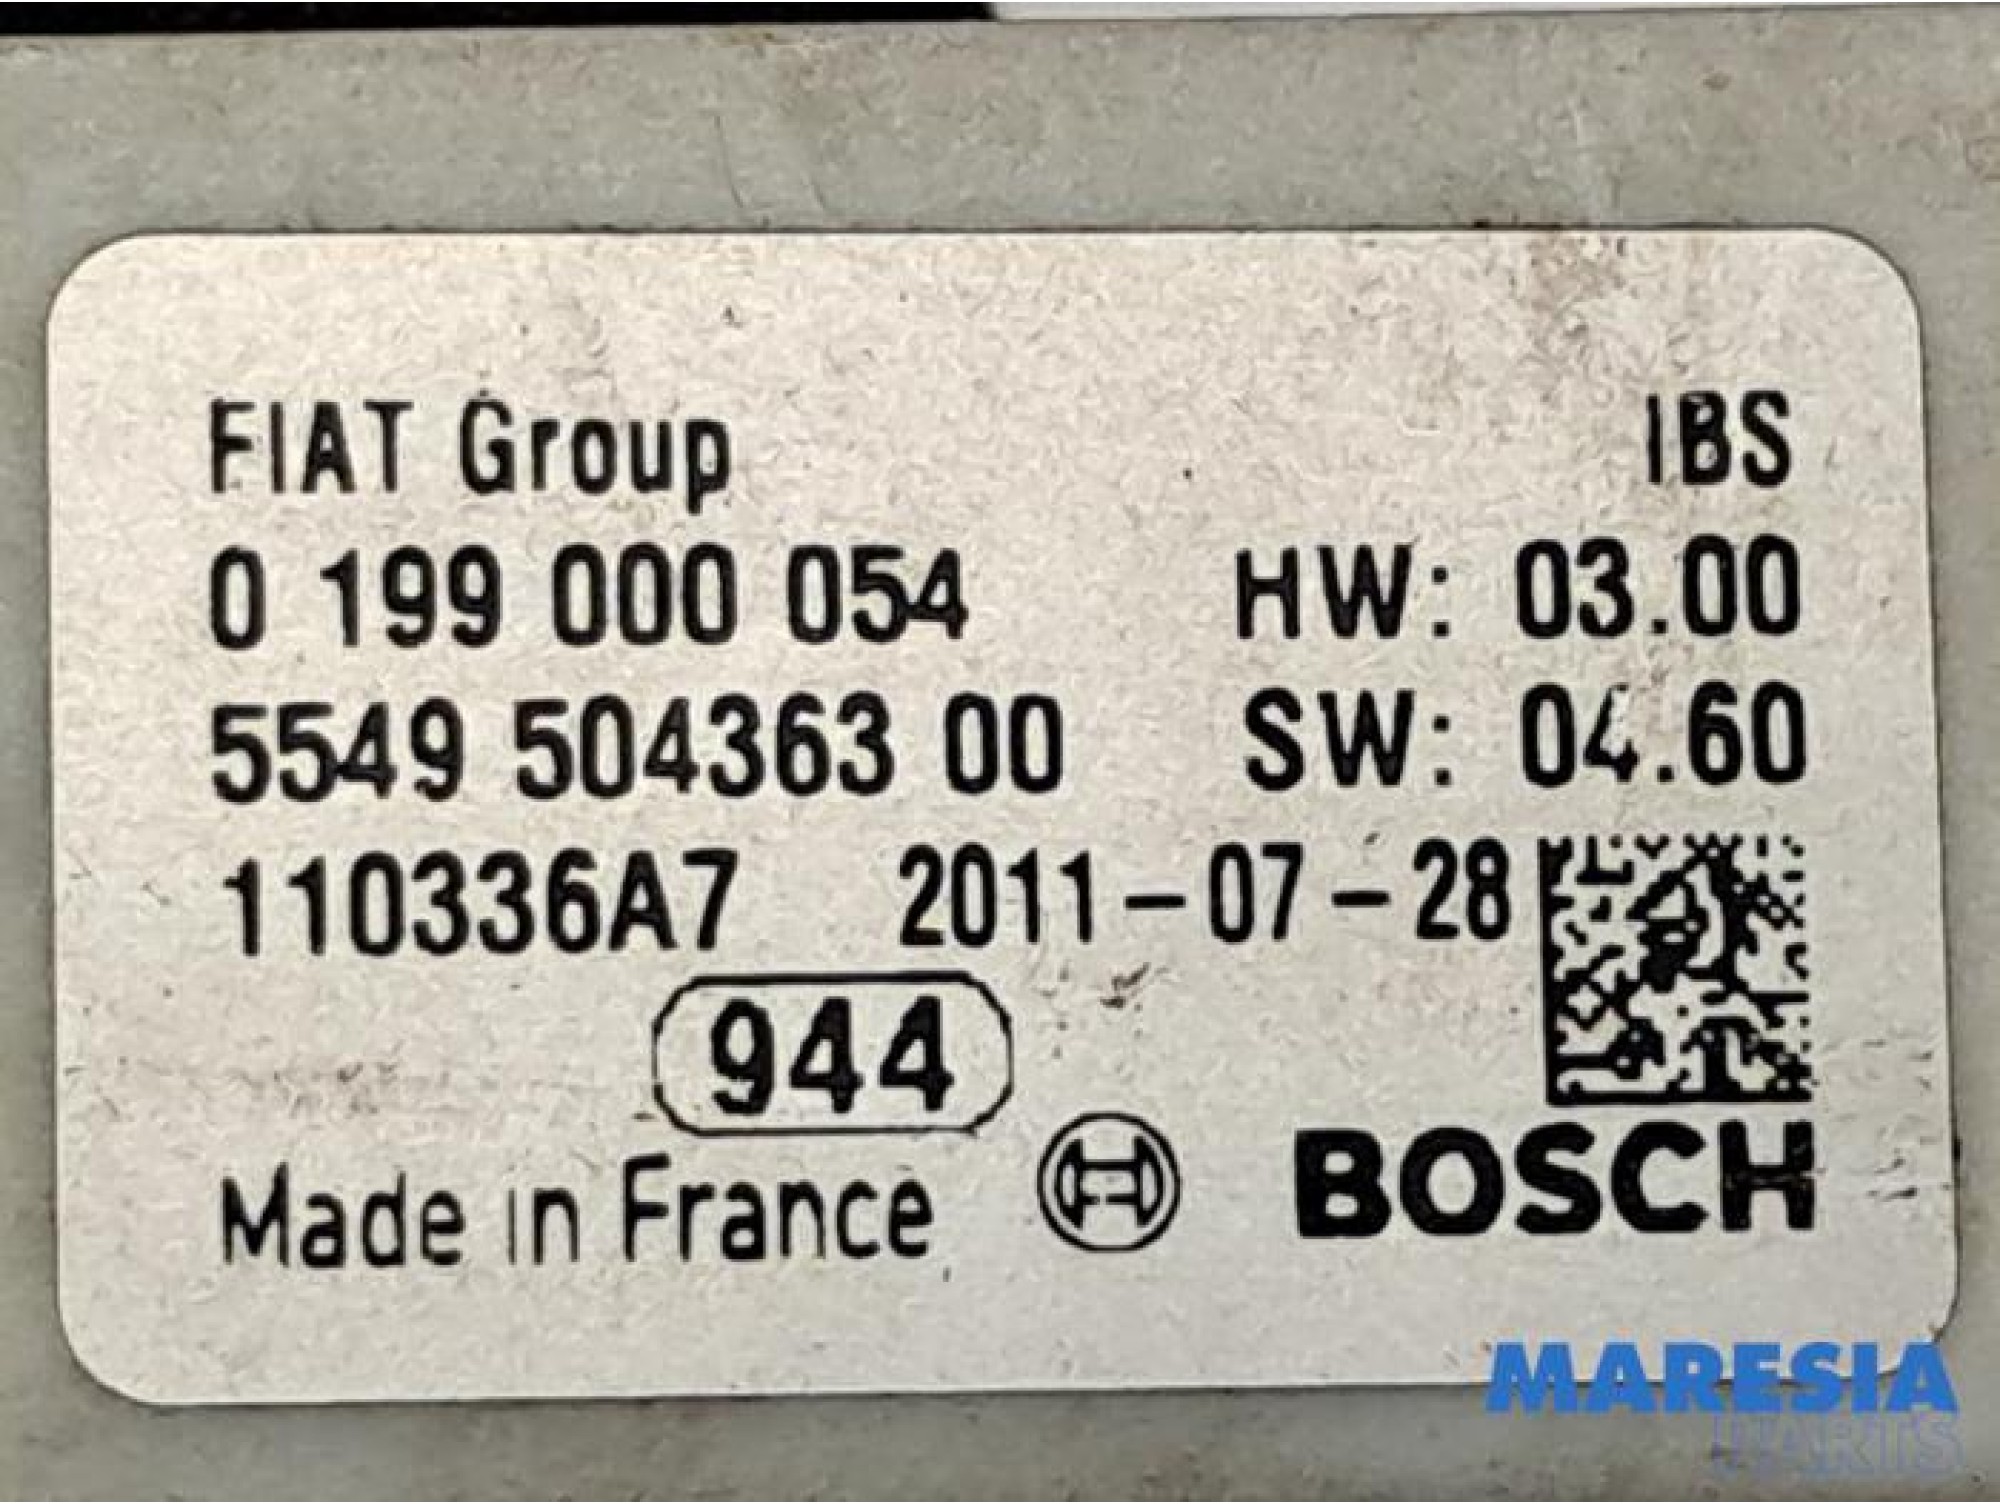 FIAT Group IBS
0 199 000 054 HW: 03.00
5549 504363 00 SW: 04.60
110336A7 2011-07-28
944
Made in France BOSCH
MARESIA
PARTS